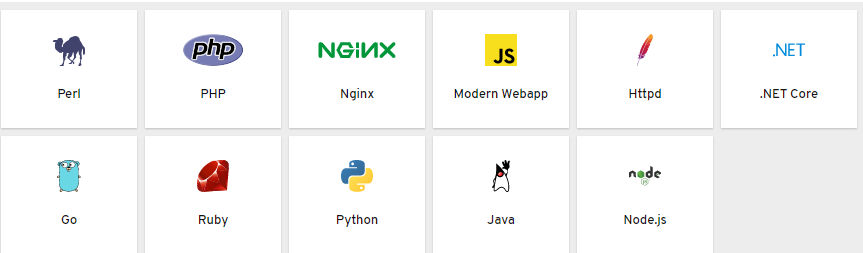 php
NGINX
JS
.NET
Perl
PHP
Nginx
Modern Webapp
Httpd
.NET Core
node
JS
Go
Ruby
Python
Java
Node.js